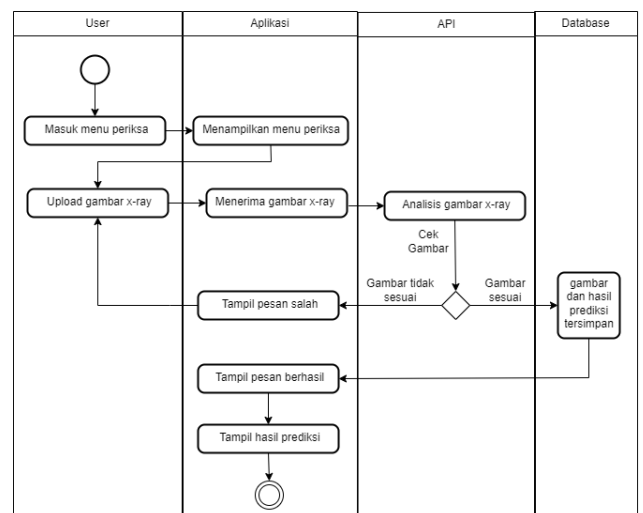 User
Aplikasi
API
Database
Masuk menu periksa
Menampilkan menu periksa
Upload gambar x-ray
Menerima gambar x-ray
Analisis gambar x-ray
Cek
Gambar
Gambar tidak
sesuai
Gambar
sesuai
gambar
dan hasil
prediksi
tersimpan
Tampil pesan salah
Tampil pesan berhasil
Tampil hasil prediksi